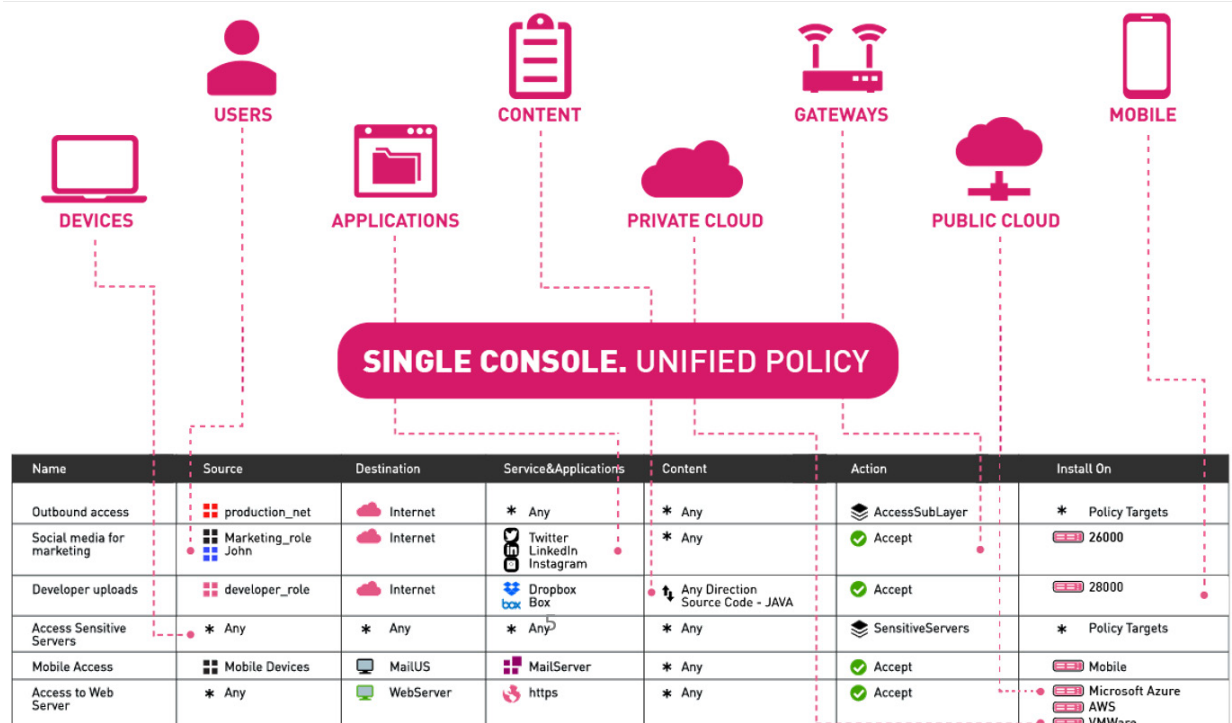 USERS
CONTENT
GATEWAYS
MOBILE
DEVICES
APPLICATIONS
PRIVATE CLOUD
PUBLIC CLOUD
SINGLE CONSOLE. UNIFIED POLICY
Name Source Destination Service&Applications Content Action Install On
Outbound access production_net Internet * Any * Any AccessSubLayer * Policy Targets
Social media for marketing Marketing_role John Internet Twitter LinkedIn Instagram * Any Accept 26000
Developer uploads developer_role Internet Dropbox box Box Any Direction Source Code - JAVA Accept 28000
Access Sensitive Servers * Any * Any * Any 5 * Any SensitiveServers * Policy Targets
Mobile Access Mobile Devices MailUS MailServer * Any Accept Mobile
Access to Web Server * Any WebServer https * Any Accept Microsoft Azure
AWS
VMWare